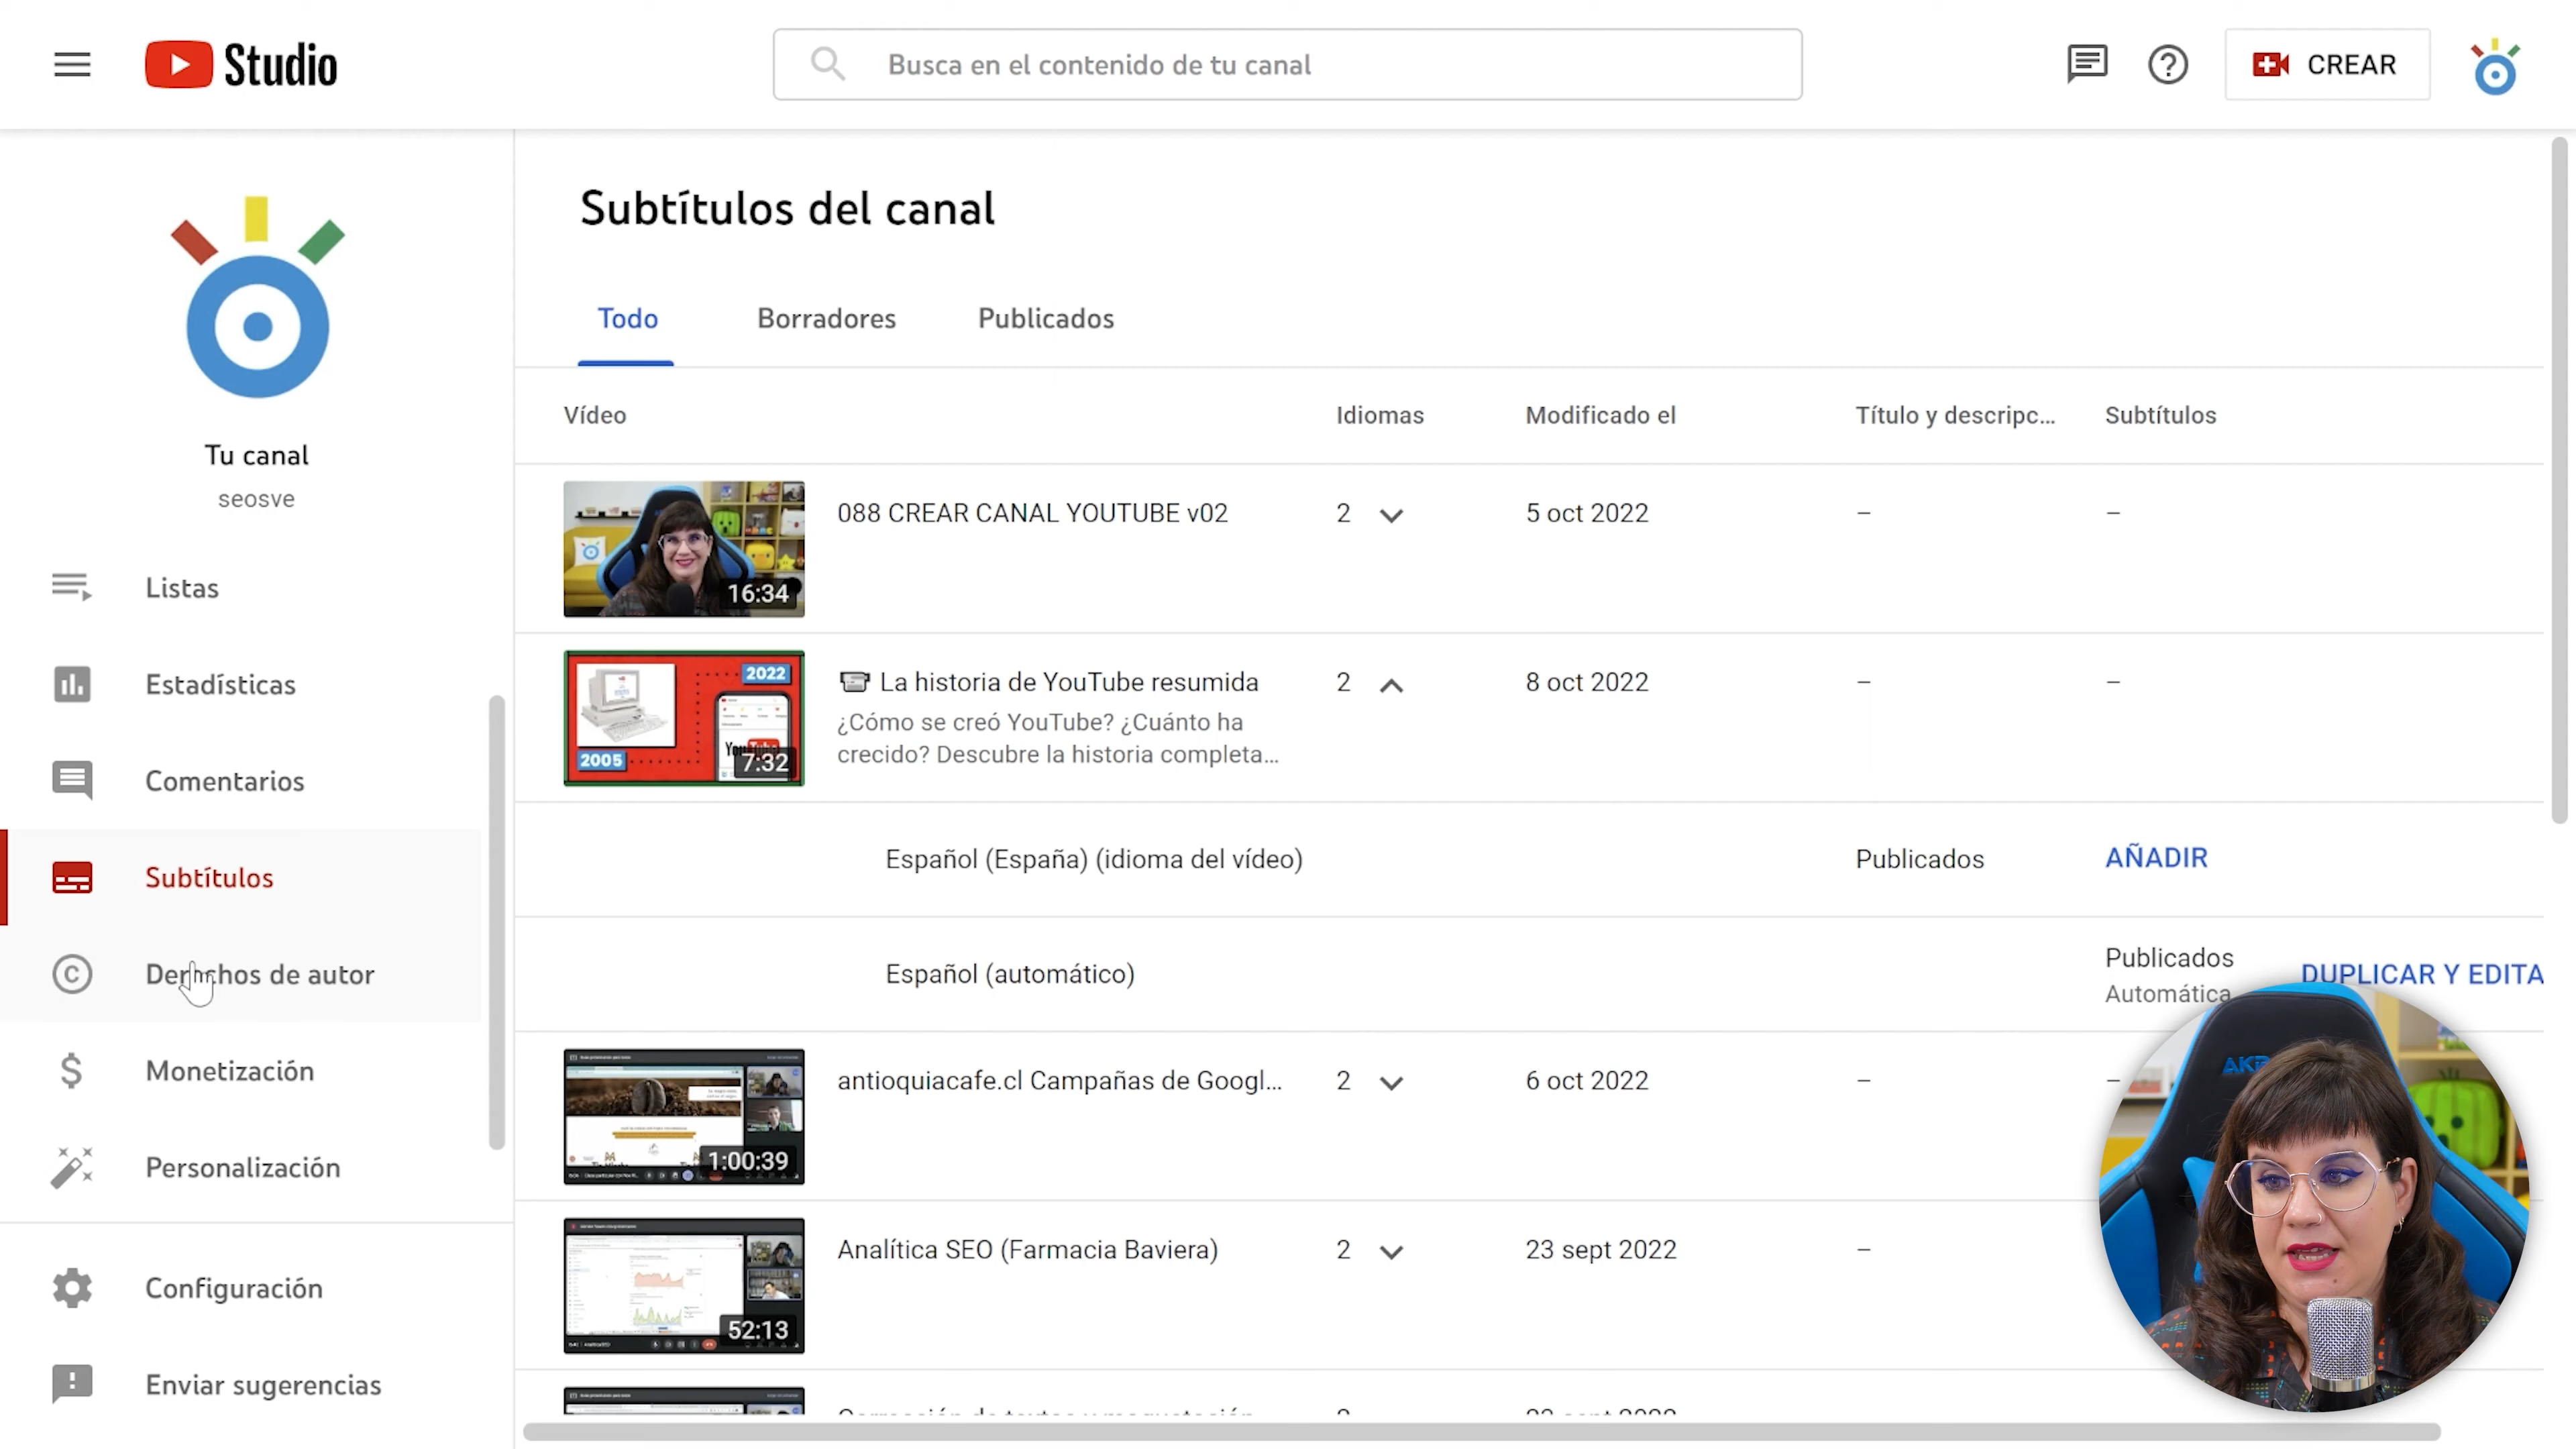 Studio
Busca en el contenido de tu canal
CREAR
Tu canal
seosve
Listas
Estadísticas
Comentarios
Subtítulos
Derechos de autor
Monetización
Personalización
Configuración
Enviar sugerencias
Subtítulos del canal
Todo Borradores Publicados
Vídeo Idiomas Modificado el Título y descripc... Subtítulos
16:34
088 CREAR CANAL YOUTUBE v02 2 5 oct 2022 – –
2022
2005
7:32
La historia de YouTube resumida 2 8 oct 2022 – –
¿Cómo se creó YouTube? ¿Cuánto ha
crecido? Descubre la historia completa...
Español (España) (idioma del vídeo) Publicados AÑADIR
Español (automático) Publicados DUPLICAR Y EDITA
Automática
1:00:39
antioquiacafe.cl Campañas de Googl... 2 6 oct 2022 – –
52:13
Analítica SEO (Farmacia Baviera) 2 23 sept 2022 –